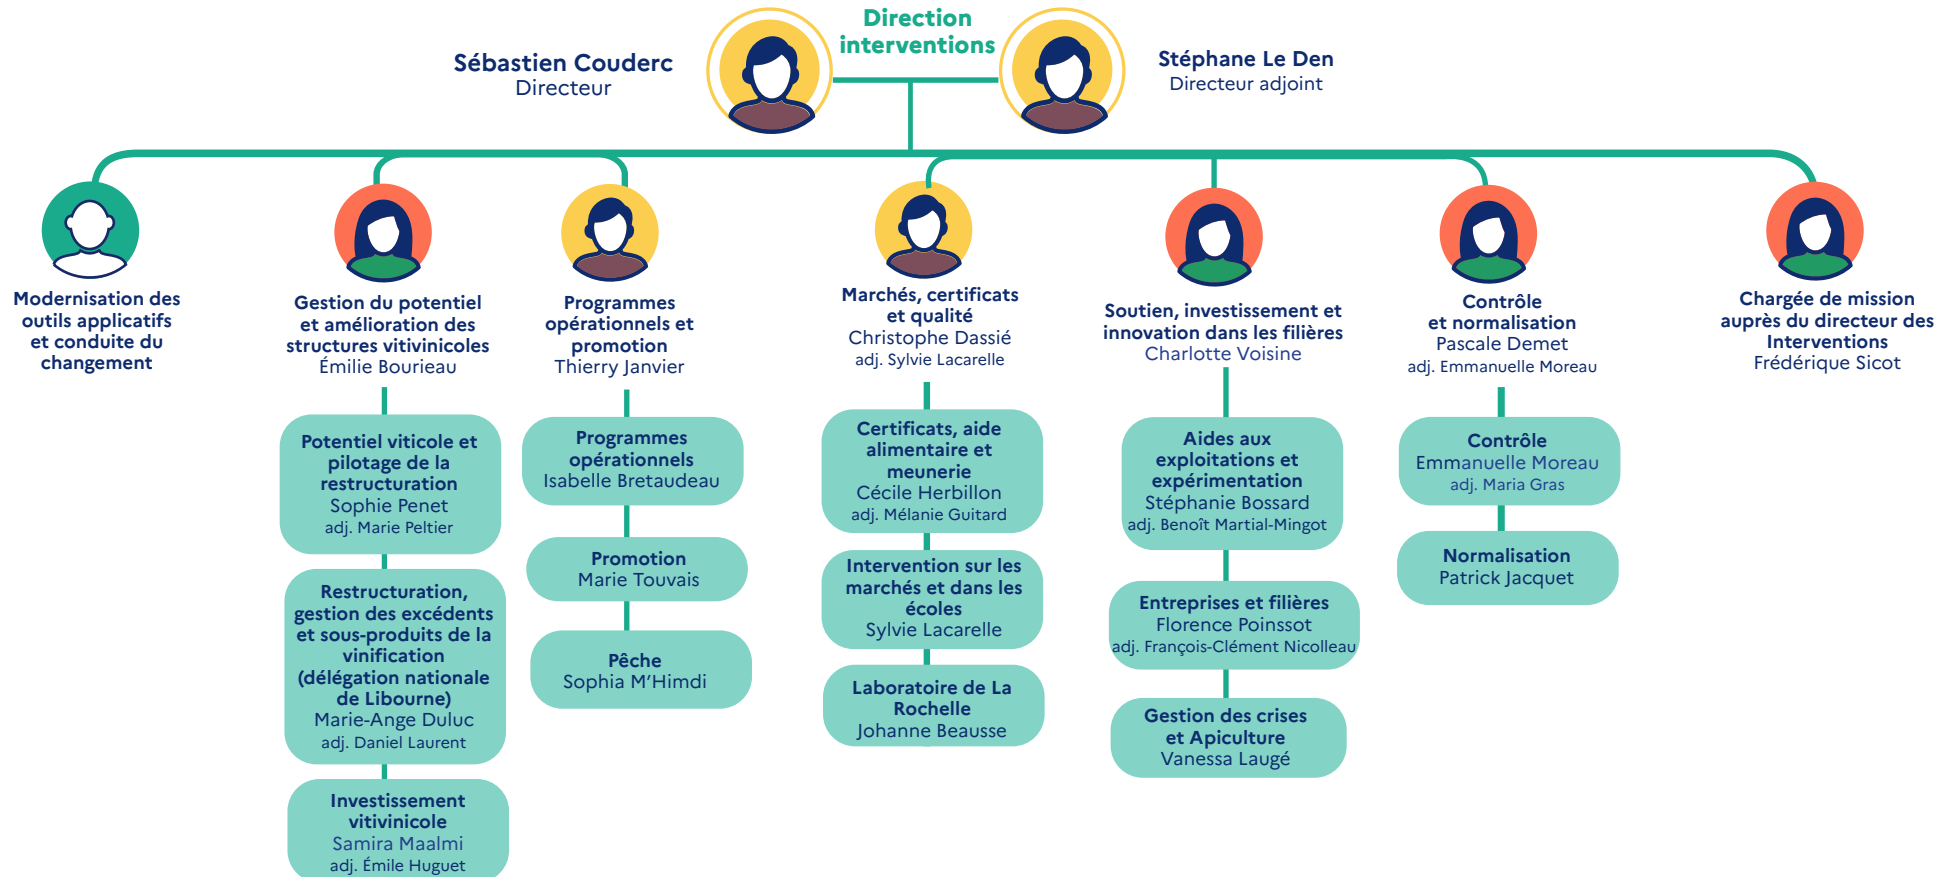 Direction
interventions
Sébastien Couderc
Directeur
Stéphane Le Den
Directeur adjoint
Modernisation des
outils applicatifs
et conduite du
changement
Gestion du potentiel
et amélioration des
structures vitivinicoles
Émilie Bourieau
Potentiel viticole et
pilotage de la
restructuration
Sophie Penet
adj. Marie Peltier
Restructuration,
gestion des excédents
et sous-produits de la
vinification
(délégation nationale
de Libourne)
Marie-Ange Duluc
adj. Daniel Laurent
Investissement
vitivinicole
Samira Maalmi
adj. Émile Huguet
Programmes
opérationnels et
promotion
Thierry Janvier
Programmes
opérationnels
Isabelle Bretaudeau
Promotion
Marie Touvais
Pêche
Sophia M'Himdi
Marchés, certificats
et qualité
Christophe Dassié
adj. Sylvie Lacarelle
Certificats, aide
alimentaire et
meunerie
Cécile Herbillon
adj. Mélanie Guitard
Intervention sur les
marchés et dans les
écoles
Sylvie Lacarelle
Laboratoire de La
Rochelle
Johanne Beausse
Soutien, investissement et
innovation dans les filières
Charlotte Voisine
Aides aux
exploitations et
expérimentation
Stéphanie Bossard
adj. Benoît Martial-Mingot
Entreprises et filières
Florence Poinssot
adj. François-Clément Nicolleau
Gestion des crises
et Apiculture
Vanessa Laugé
Contrôle
et normalisation
Pascale Demet
adj. Emmanuelle Moreau
Contrôle
Emmanuelle Moreau
adj. Maria Gras
Normalisation
Patrick Jacquet
Chargée de mission
auprès du directeur des
Interventions
Frédérique Sicot